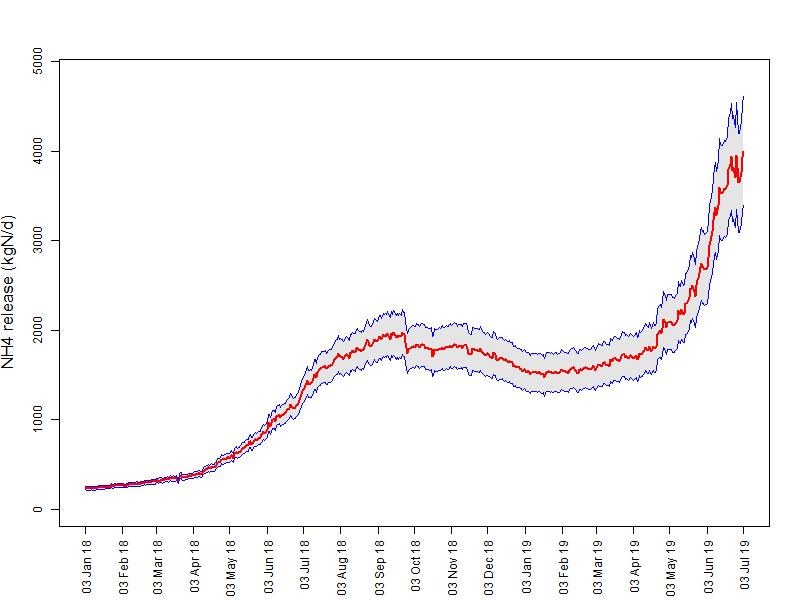 NH4 release (kgN/d)
5000
4000
3000
2000
1000
0
03 Jan 18
03 Feb 18
03 Mar 18
03 Apr 18
03 May 18
03 Jun 18
03 Jul 18
03 Aug 18
03 Sep 18
03 Oct 18
03 Nov 18
03 Dec 18
03 Jan 19
03 Feb 19
03 Mar 19
03 Apr 19
03 May 19
03 Jun 19
03 Jul 19